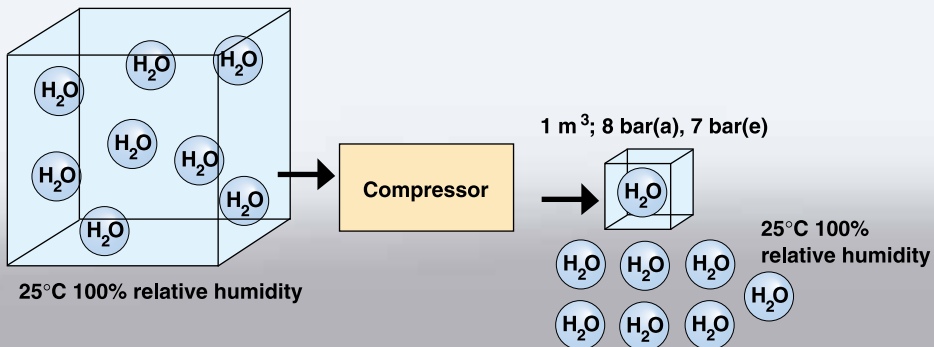 H₂O
H₂O
H₂O
H₂O
H₂O
H₂O
H₂O
H₂O
25°C 100% relative humidity
Compressor
1 m³; 8 bar(a), 7 bar(e)
H₂O
25°C 100%
relative humidity
H₂O H₂O H₂O
H₂O
H₂O H₂O H₂O